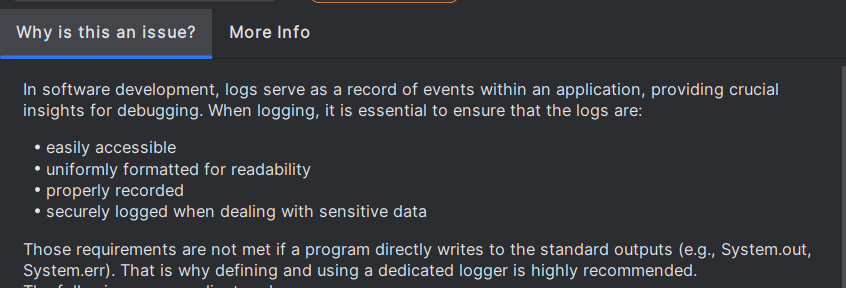 Why is this an issue? More Info
In software development, logs serve as a record of events within an application, providing crucial
insights for debugging. When logging, it is essential to ensure that the logs are:
• easily accessible
• uniformly formatted for readability
• properly recorded
• securely logged when dealing with sensitive data
Those requirements are not met if a program directly writes to the standard outputs (e.g., System.out,
System.err). That is why defining and using a dedicated logger is highly recommended.